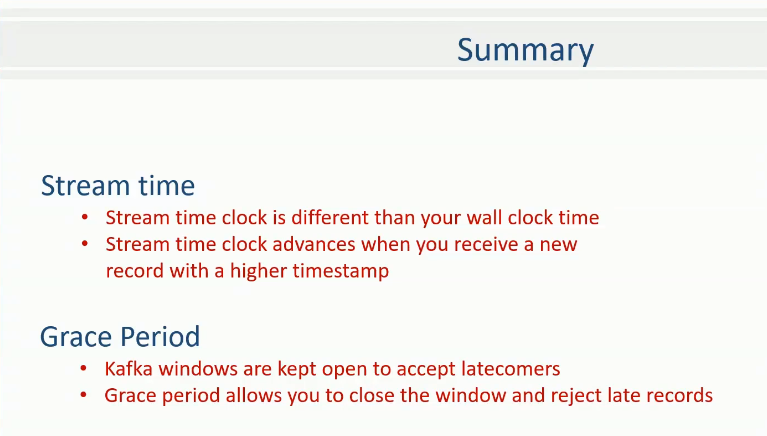 Summary
Stream time
• Stream time clock is different than your wall clock time
• Stream time clock advances when you receive a new
record with a higher timestamp
Grace Period
• Kafka windows are kept open to accept latecomers
• Grace period allows you to close the window and reject late records